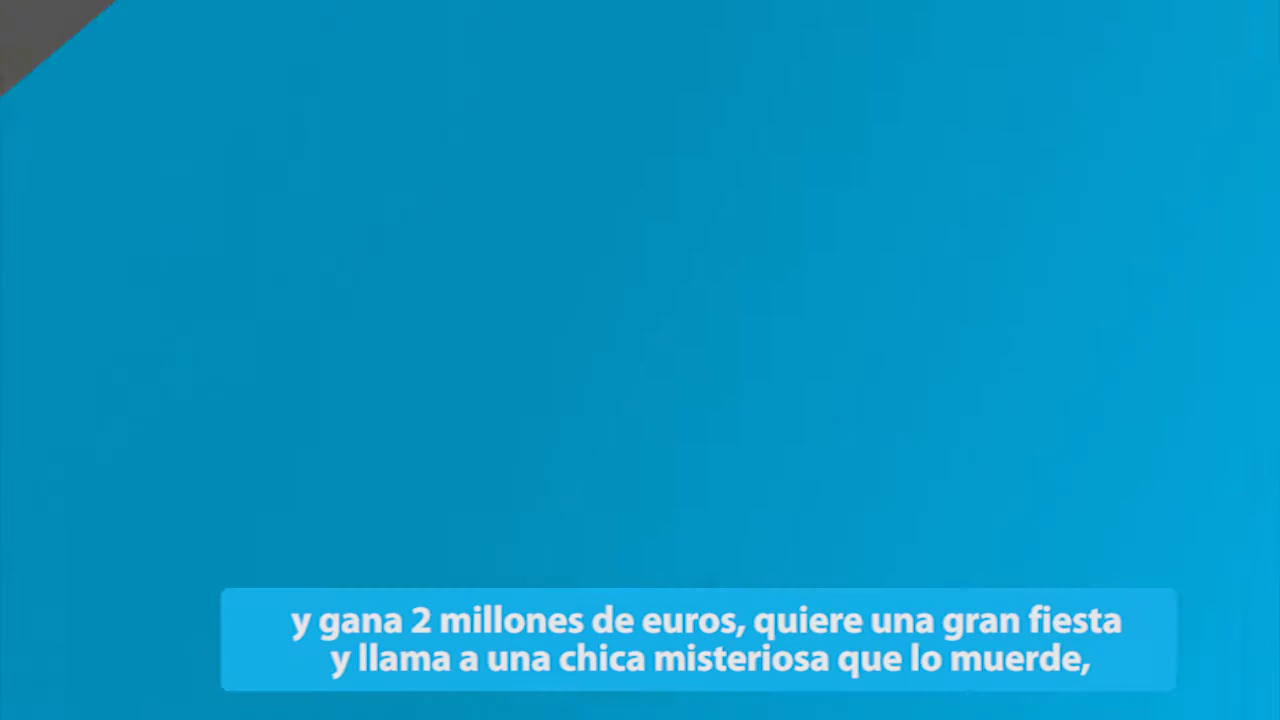 y gana 2 millones de euros, quiere una gran fiesta
y llama a una chica misteriosa que lo muerde,